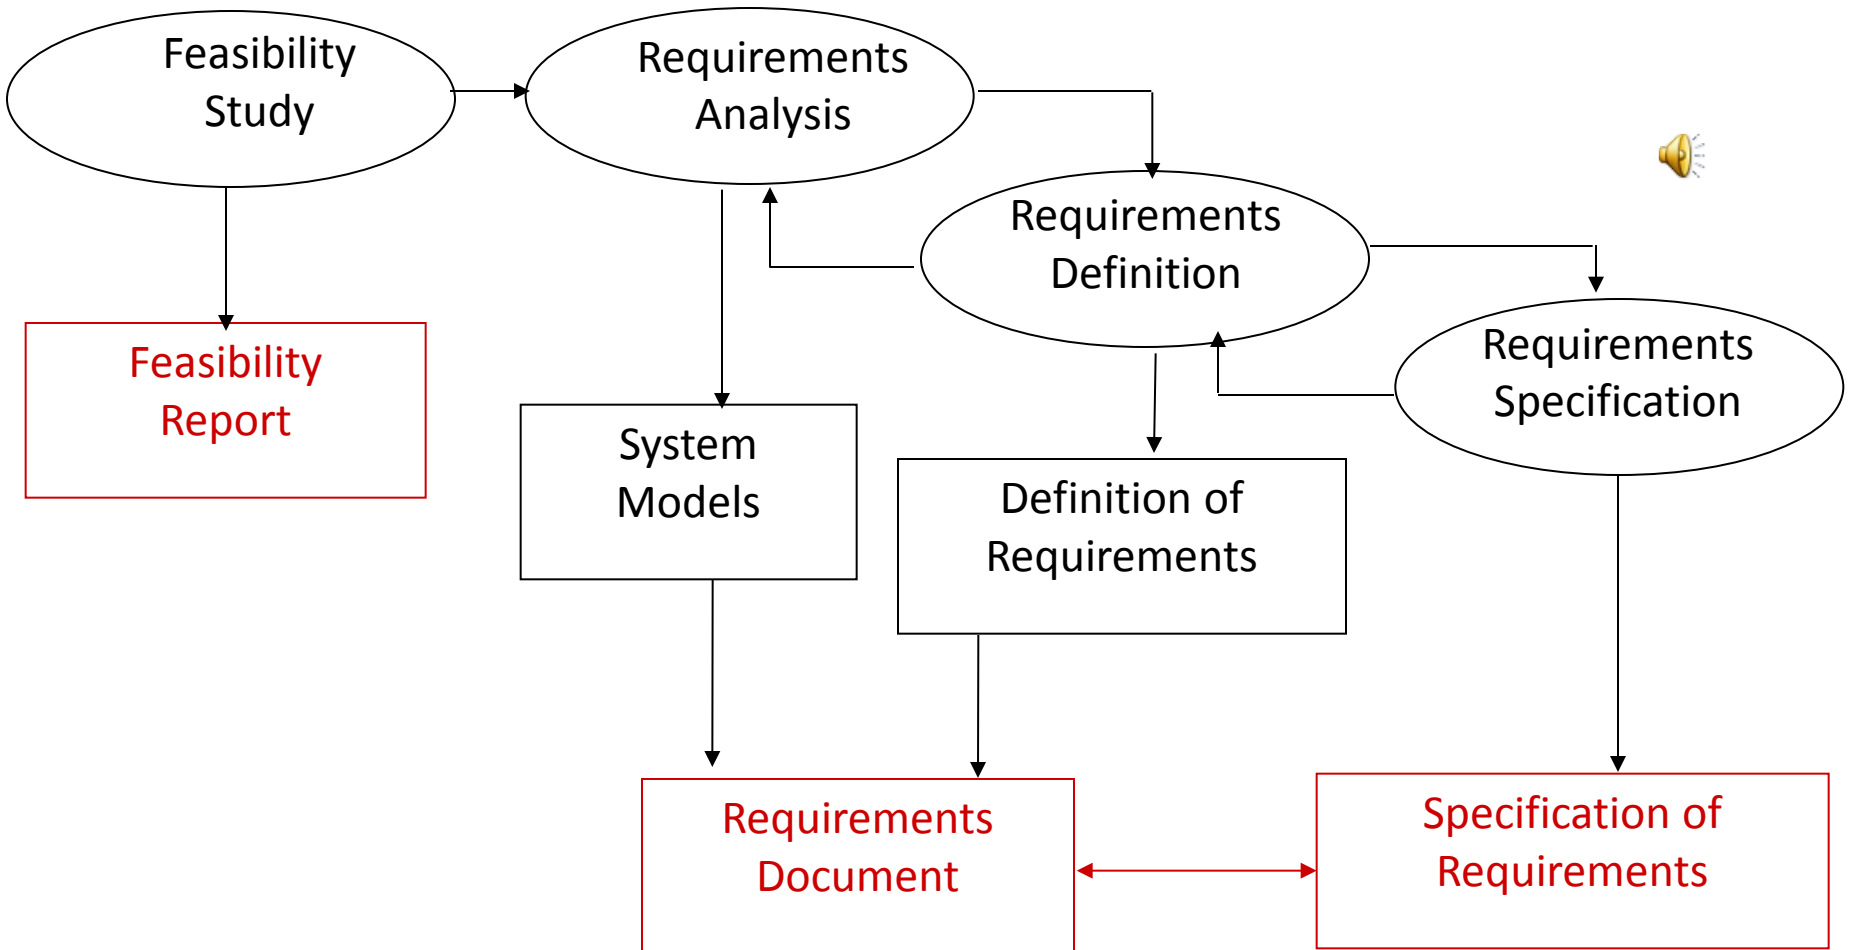 Feasibility
Study
Requirements
Analysis
Requirements
Definition
Requirements
Specification
Feasibility
Report
System
Models
Definition of
Requirements
Requirements
Document
Specification of
Requirements